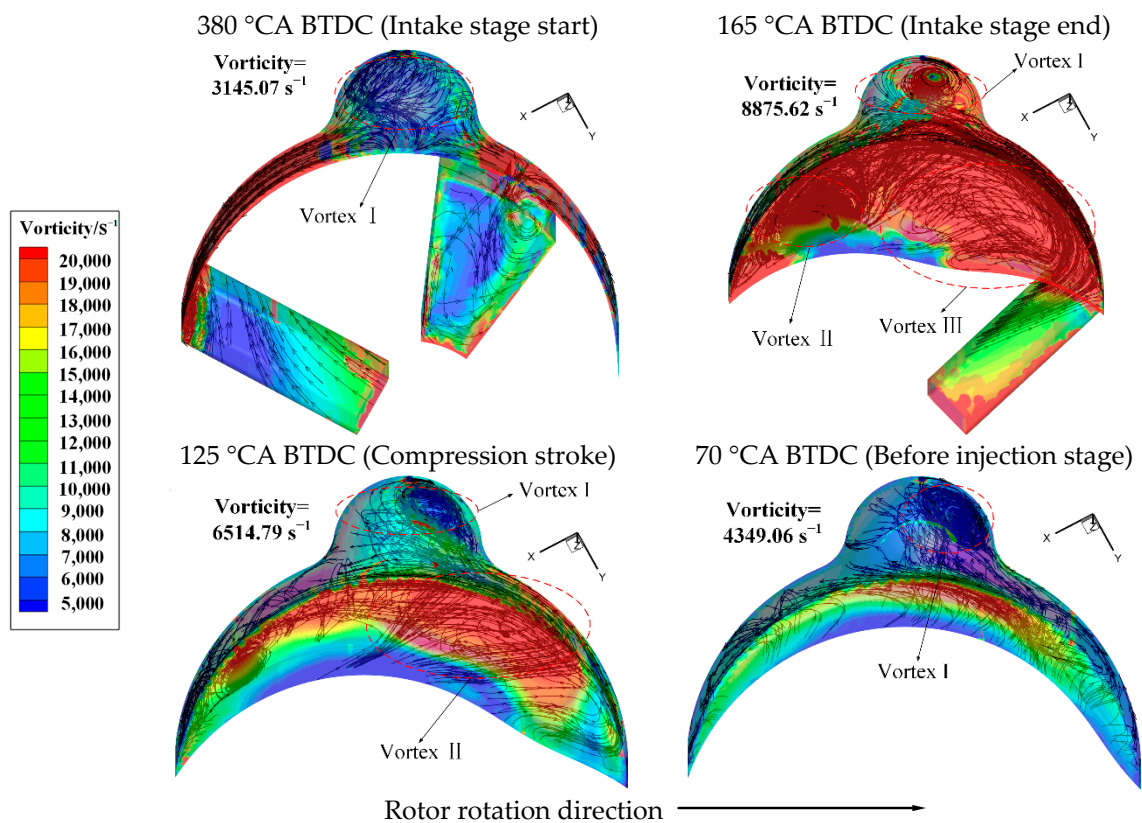 380 °CA BTDC (Intake stage start)
Vorticity=
3145.07 s⁻¹
X
Z
Y
Vortex I
165 °CA BTDC (Intake stage end)
Vorticity=
8875.62 s⁻¹
Vortex I
X
Z
Y
Vortex II
Vortex III
Vorticity/s⁻¹
20,000
19,000
18,000
17,000
16,000
15,000
14,000
12,000
11,000
10,000
9,000
8,000
7,000
6,000
5,000
125 °CA BTDC (Compression stroke)
Vorticity=
6514.79 s⁻¹
Vortex I
X
Z
Y
Vortex II
70 °CA BTDC (Before injection stage)
Vorticity=
4349.06 s⁻¹
X
Z
Y
Vortex I
Rotor rotation direction